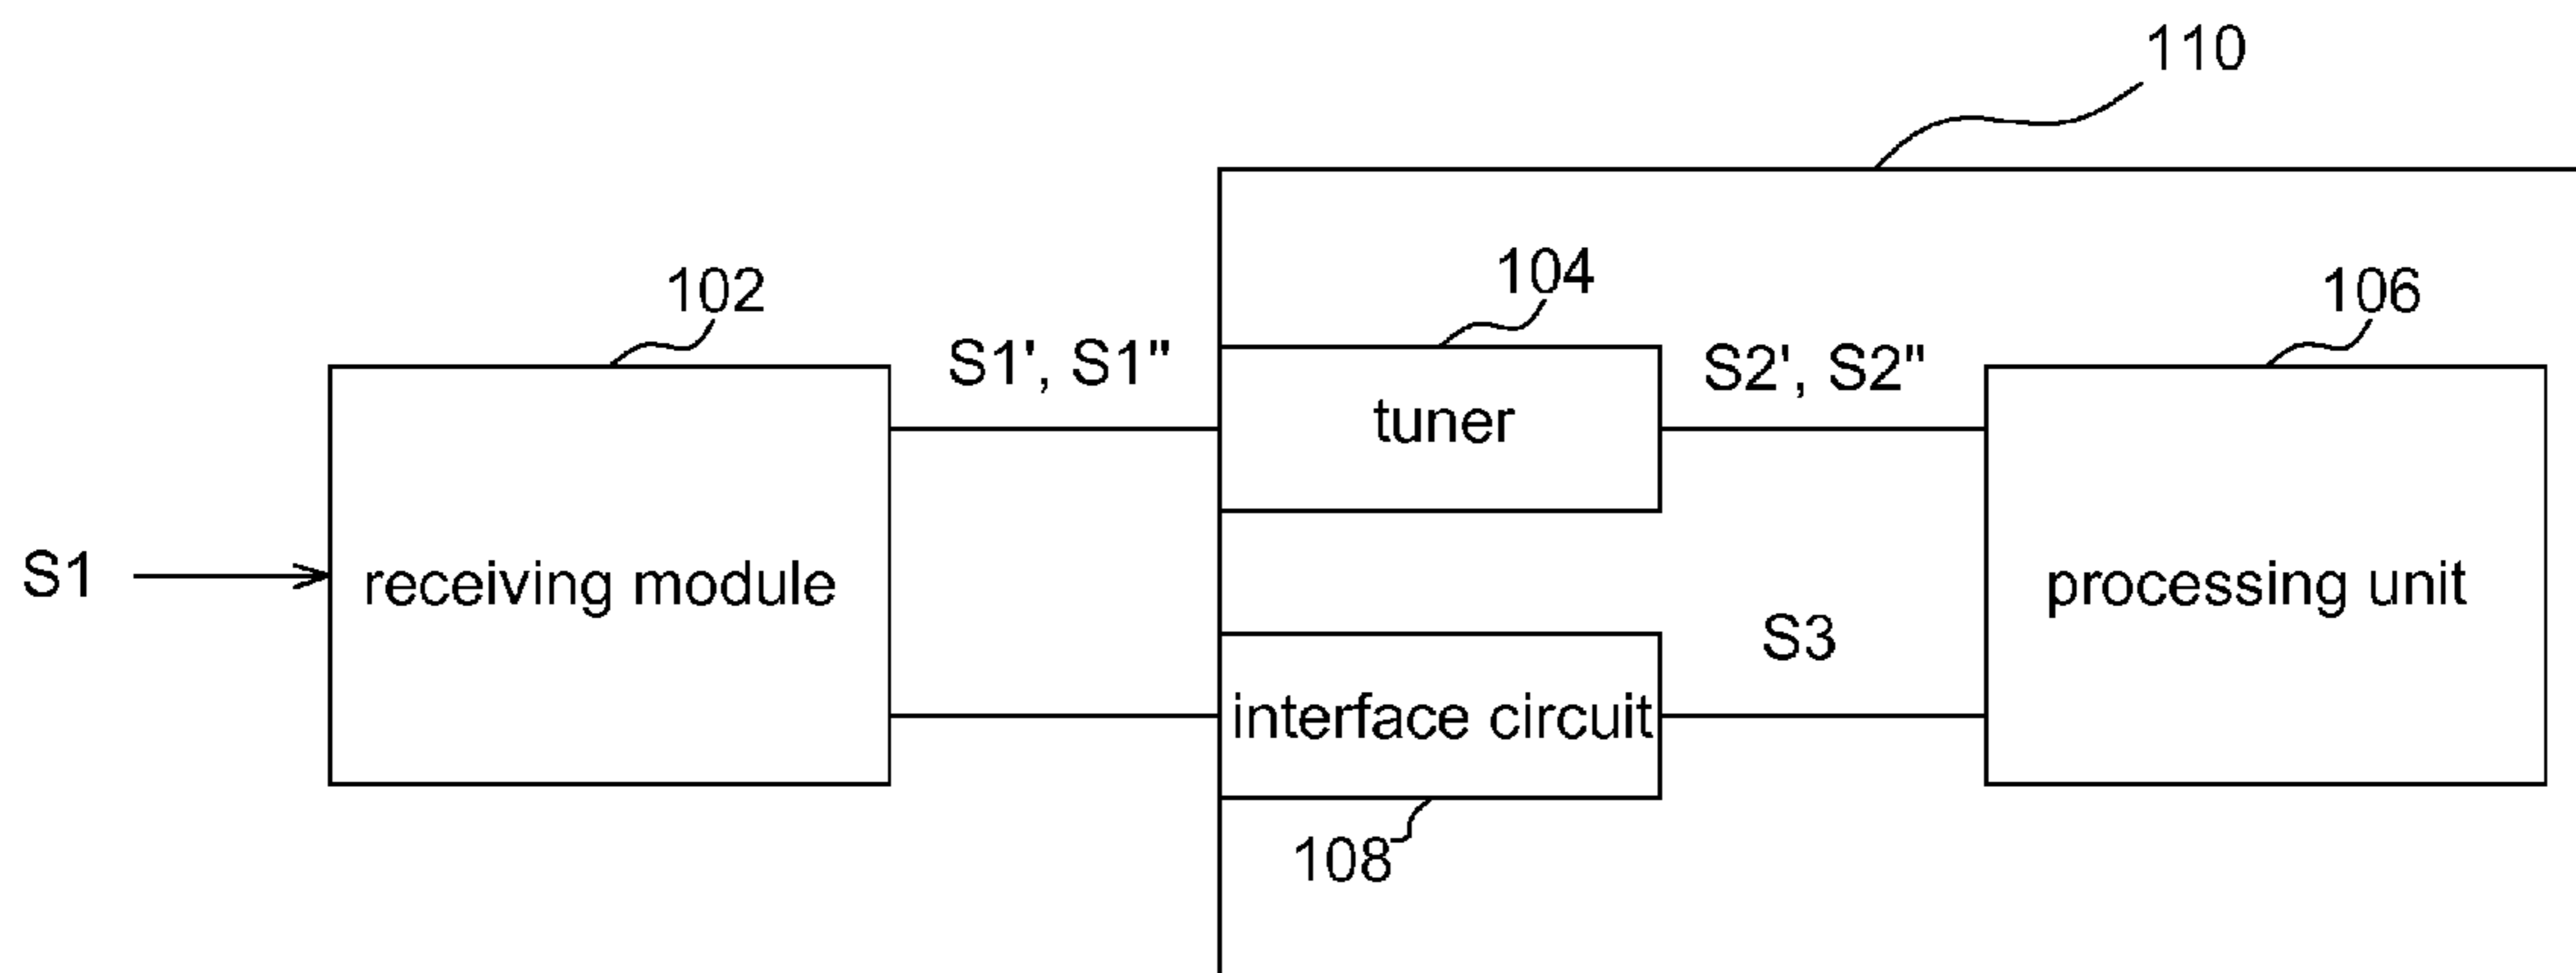 110
104
102
106
S1', S1"
S2', S2"
tuner
S1
receiving module
processing unit
S3
interface circuit
108